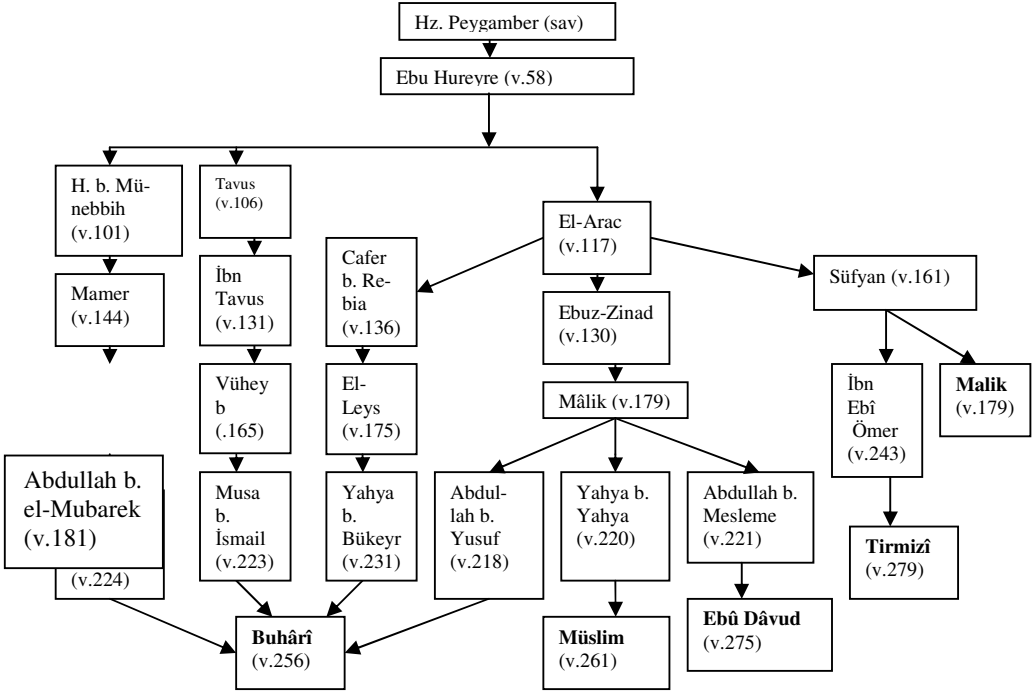 Hz. Peygamber (sav)
Ebu Hureyre (v.58)
H. b. Mü-
nebbih
(v.101)
Tavus
(v.106)
El-Arac
(v.117)
Cafer
b. Re-
bia
(v.136)
Süfyan (v.161)
Mamer
(v.144)
İbn
Tavus
(v.131)
Ebuz-Zinad
(v.130)
Vühey
b
(.165)
El-
Leys
(v.175)
Mâlik (v.179)
İbn
Ebî
Ömer
(v.243)
Malik
(v.179)
Abdullah b.
el-Mubarek
(v.181)
(v.224)
Musa
b.
İsmail
(v.223)
Yahya
b.
Bükeyr
(v.231)
Abdul-
lah b.
Yusuf
(v.218)
Yahya b.
Yahya
(v.220)
Abdullah b.
Mesleme
(v.221)
Tirmizî
(v.279)
Buhârî
(v.256)
Müslim
(v.261)
Ebû Dâvud
(v.275)